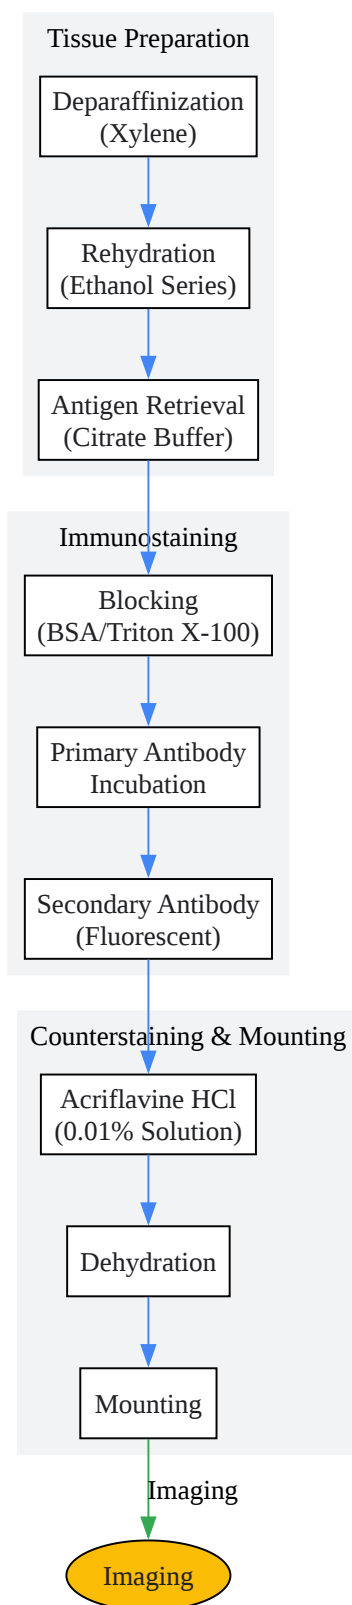 Tissue Preparation
Deparaffinization
(Xylene)
Rehydration
(Ethanol Series)
Antigen Retrieval
(Citrate Buffer)
Immunostaining
Blocking
(BSA/Triton X-100)
Primary Antibody
Incubation
Secondary Antibody
(Fluorescent)
Counterstaining & Mounting
Acriflavine HCl
(0.01% Solution)
Dehydration
Mounting
Imaging
Imaging